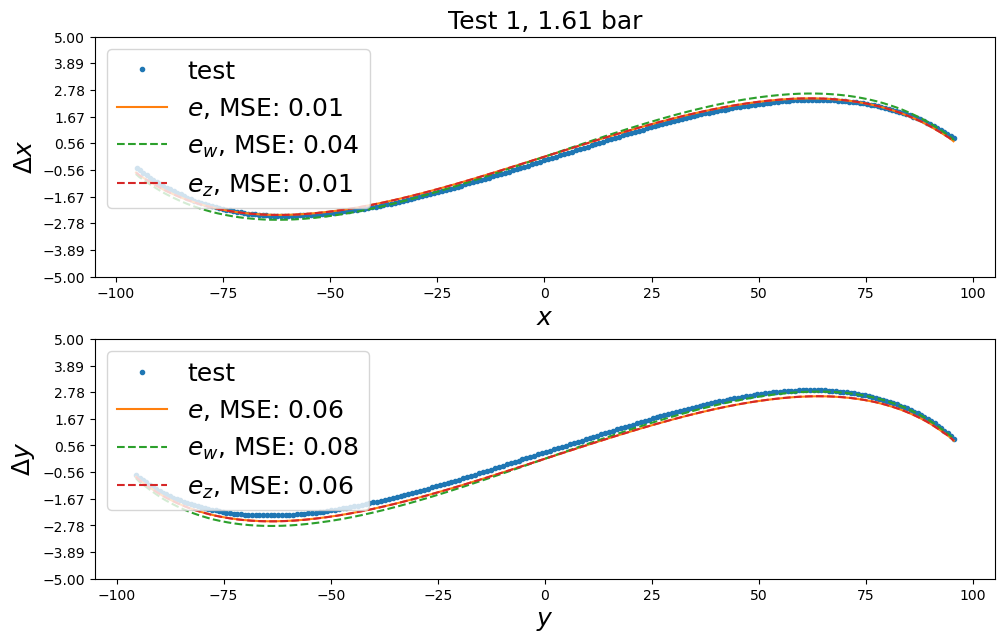 Test 1, 1.61 bar
5.00
3.89
2.78
1.67
0.56
−0.56
−1.67
−2.78
−3.89
−5.00
Δx
test
e, MSE: 0.01
e_w, MSE: 0.04
e_z, MSE: 0.01
−100 −75 −50 −25 0 25 50 75 100
x
5.00
3.89
2.78
1.67
0.56
−0.56
−1.67
−2.78
−3.89
−5.00
Δy
test
e, MSE: 0.06
e_w, MSE: 0.08
e_z, MSE: 0.06
−100 −75 −50 −25 0 25 50 75 100
y